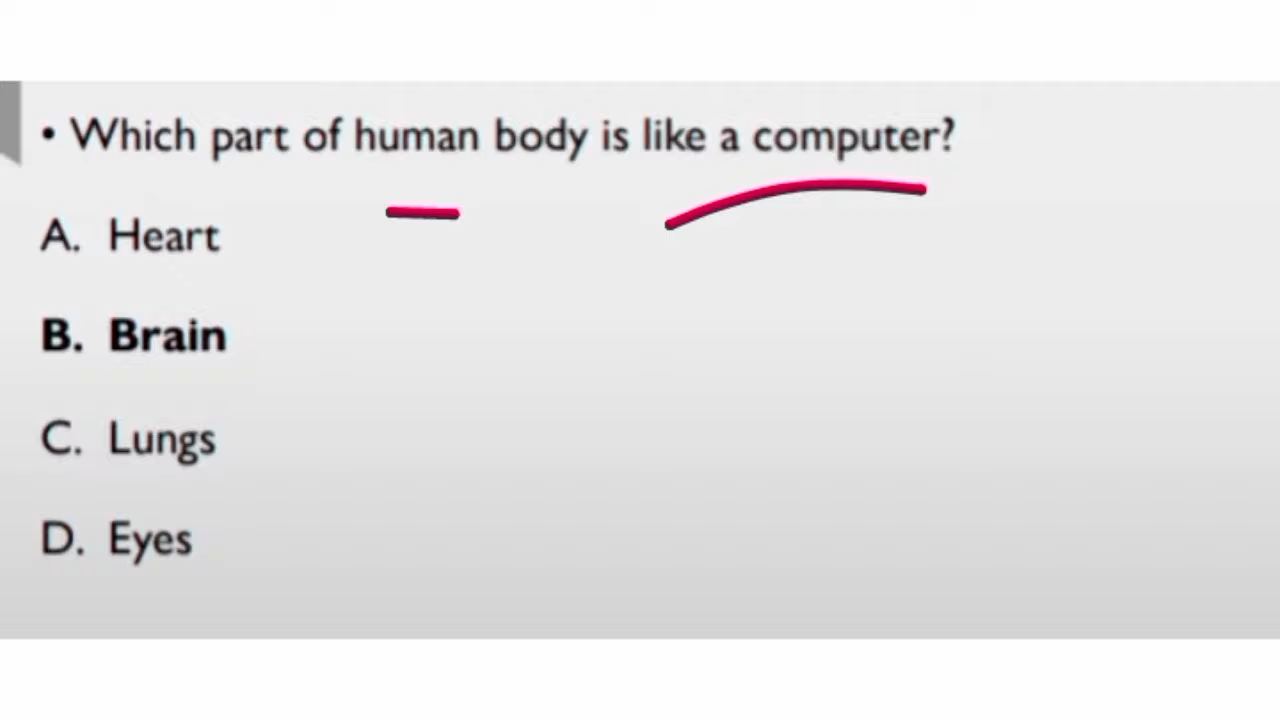 • Which part of human body is like a computer?
A. Heart
B. Brain
C. Lungs
D. Eyes